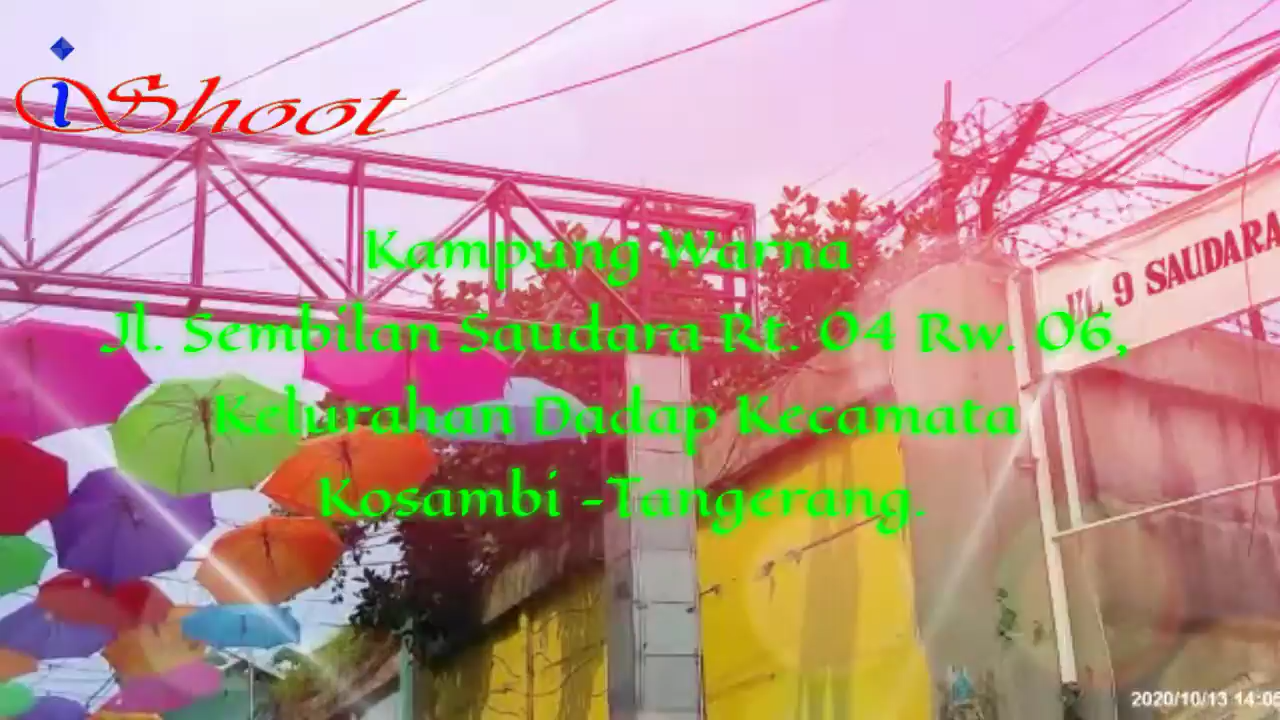 iShoot
Kampung Warna
Jl. Sembilan Saudara Rt. 04 Rw. 06,
Kelurahan Dadap Kecamata
Kosambi -Tangerang.
JL. 9 SAUDARA
2020/10/13 14:06